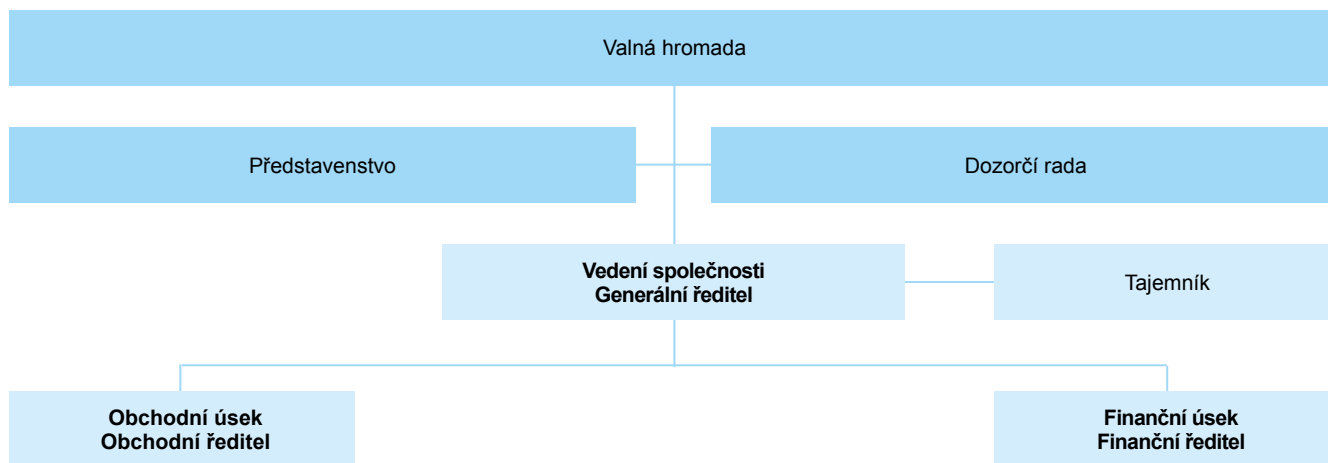 Valná hromada
Představenstvo
Dozorčí rada
Vedení společnosti
Generální ředitel
Tajemník
Obchodní úsek
Obchodní ředitel
Finanční úsek
Finanční ředitel